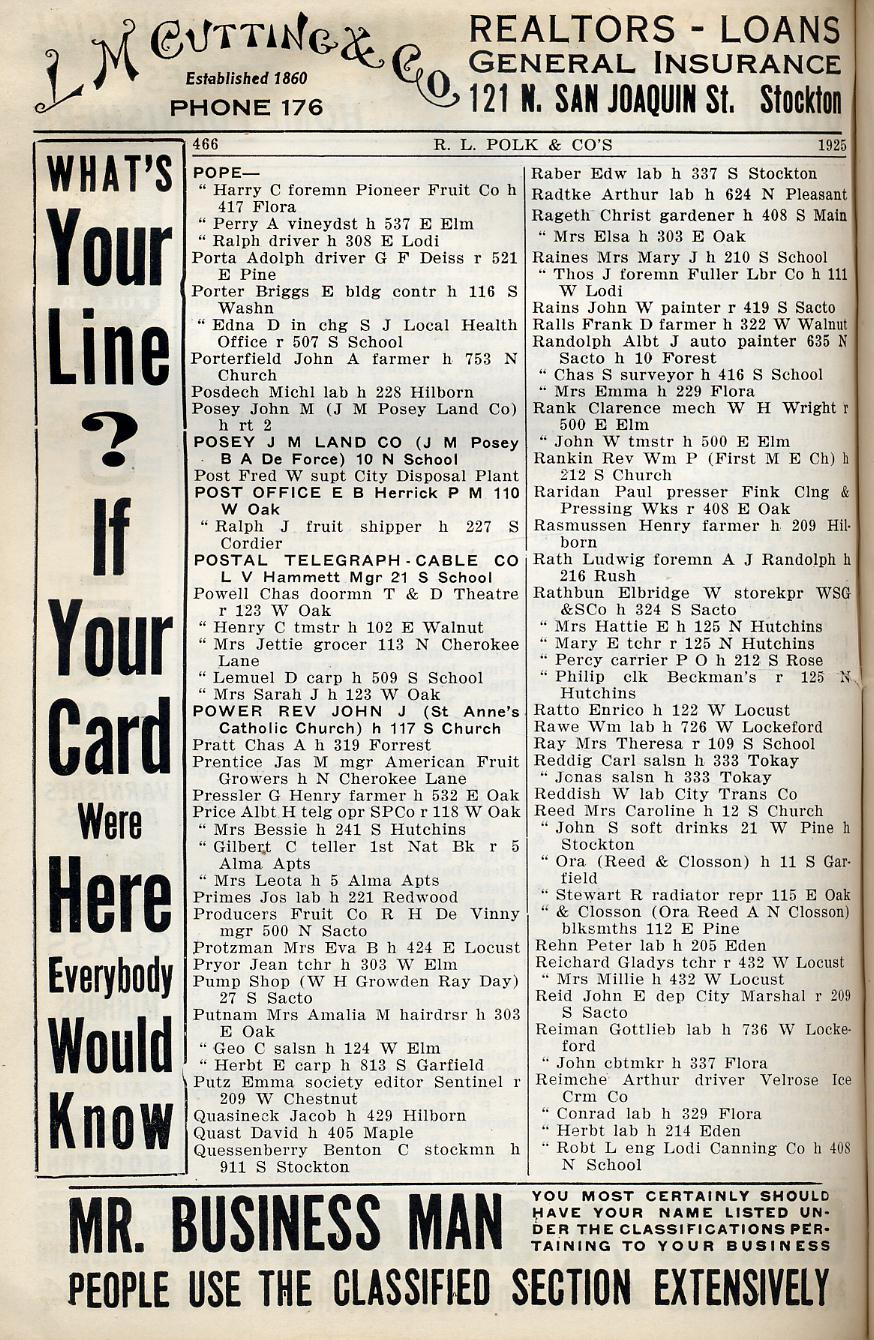 L M CUTTING & CO.
Established 1860
PHONE 176
REALTORS - LOANS
GENERAL INSURANCE
121 N. SAN JOAQUIN St. Stockton
WHAT'S
Your
Line
?
If
Your
Card
Were
Here
Everybody
Would
Know
466 R. L. POLK & CO'S 1925
POPE—
" Harry C foremn Pioneer Fruit Co h
417 Flora
" Perry A vineydst h 537 E Elm
" Ralph driver h 308 E Lodi
Porta Adolph driver G F Deiss r 521
E Pine
Porter Briggs E bldg contr h 116 S
Washn
" Edna D in chg S J Local Health
Office r 507 S School
Porterfield John A farmer h 753 N
Church
Posdech Michl lab h 228 Hilborn
Posey John M (J M Posey Land Co)
h rt 2
POSEY J M LAND CO (J M Posey
B A De Force) 10 N School
Post Fred W supt City Disposal Plant
POST OFFICE E B Herrick P M 110
W Oak
" Ralph J fruit shipper h 227 S
Cordier
POSTAL TELEGRAPH-CABLE CO
L V Hammett Mgr 21 S School
Powell Chas doormn T & D Theatre
r 123 W Oak
" Henry C tmstr h 102 E Walnut
" Mrs Jettie grocer 113 N Cherokee
Lane
" Lemuel D carp h 509 S School
" Mrs Sarah J h 123 W Oak
POWER REV JOHN J (St Anne's
Catholic Church) h 117 S Church
Pratt Chas A h 319 Forrest
Prentice Jas M mgr American Fruit
Growers h N Cherokee Lane
Pressler G Henry farmer h 532 E Oak
Price Albt H telg opr SPCo r 118 W Oak
" Mrs Bessie h 241 S Hutchins
" Gilbert C teller 1st Nat Bk r 5
Alma Apts
" Mrs Leota h 5 Alma Apts
Primes Jos lab h 221 Redwood
Producers Fruit Co R H De Vinny
mgr 500 N Sacto
Protzman Mrs Eva B h 424 E Locust
Pryor Jean tchr h 303 W Elm
Pump Shop (W H Growden Ray Day)
27 S Sacto
Putnam Mrs Amalia M hairdrsr h 303
E Oak
" Geo C salsn h 124 W Elm
" Herbt E carp h 813 S Garfield
Putz Emma society editor Sentinel r
209 W Chestnut
Quasineck Jacob h 429 Hilborn
Quast David h 405 Maple
Quessenberry Benton C stockmn h
911 S Stockton
Raber Edw lab h 337 S Stockton
Radtke Arthur lab h 624 N Pleasant
Rageth Christ gardener h 408 S Main
" Mrs Elsa h 303 E Oak
Raines Mrs Mary J h 210 S School
" Thos J foremn Fuller Lbr Co h 111
W Lodi
Rains John W painter r 419 S Sacto
Ralls Frank D farmer h 322 W Walnut
Randolph Albt J auto painter 635 N
Sacto h 10 Forest
" Chas S surveyor h 416 S School
" Mrs Emma h 229 Flora
Rank Clarence mech W H Wright r
500 E Elm
" John W tmstr h 500 E Elm
Rankin Rev Wm P (First M E Ch) h
212 S Church
Raridan Paul presser Fink Clng &
Pressing Wks r 408 E Oak
Rasmussen Henry farmer h 209 Hil-
born
Rath Ludwig foremn A J Randolph h
216 Rush
Rathbun Elbridge W storekpr WSG
&SCo h 324 S Sacto
" Mrs Hattie E h 125 N Hutchins
" Mary E tchr r 125 N Hutchins
" Percy carrier P O h 212 S Rose
" Philip clk Beckman's r 125 N
Hutchins
Ratto Enrico h 122 W Locust
Rawe Wm lab h 726 W Lockeford
Ray Mrs Theresa r 109 S School
Reddig Carl salsn h 333 Tokay
" Jonas salsn h 333 Tokay
Reddish W lab City Trans Co
Reed Mrs Caroline h 12 S Church
" John S soft drinks 21 W Pine h
Stockton
" Ora (Reed & Closson) h 11 S Gar-
field
" Stewart R radiator repr 115 E Oak
" & Closson (Ora Reed A N Closson)
blksmths 112 E Pine
Rehn Peter lab h 205 Eden
Reichard Gladys tchr r 432 W Locust
" Mrs Millie h 432 W Locust
Reid John E dep City Marshal r 209
S Sacto
Reiman Gottlieb lab h 736 W Locke-
ford
" John cbtmkr h 337 Flora
Reimche Arthur driver Velrose Ice
Crm Co
" Conrad lab h 329 Flora
" Herbt lab h 214 Eden
" Robt L eng Lodi Canning Co h 408
N School
MR. BUSINESS MAN
YOU MOST CERTAINLY SHOULD
HAVE YOUR NAME LISTED UN-
DER THE CLASSIFICATIONS PER-
TAINING TO YOUR BUSINESS
PEOPLE USE THE CLASSIFIED SECTION EXTENSIVELY